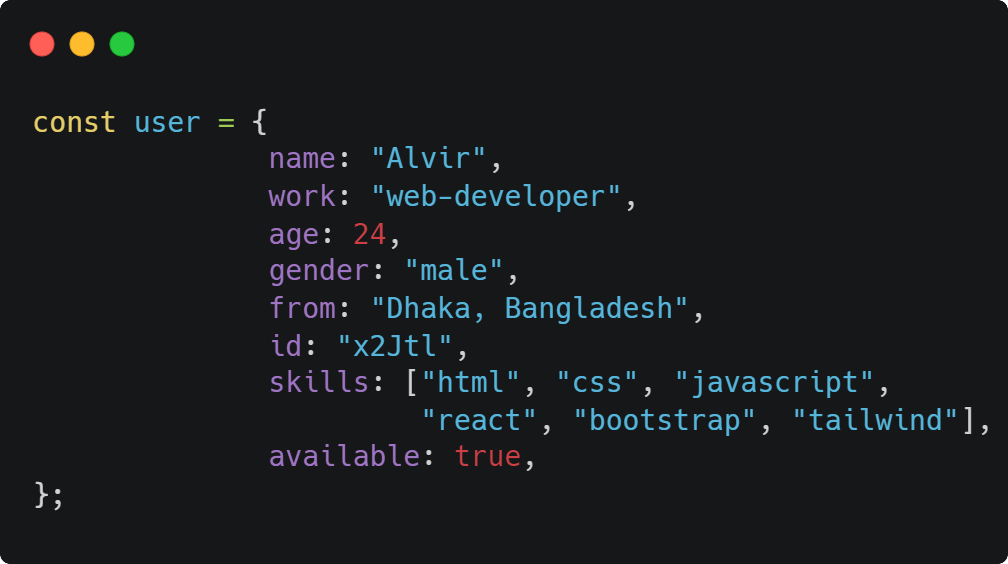 const user = {
name: "Alvir",
work: "web-developer",
age: 24,
gender: "male",
from: "Dhaka, Bangladesh",
id: "x2Jtl",
skills: ["html", "css", "javascript",
"react", "bootstrap", "tailwind"],
available: true,
};